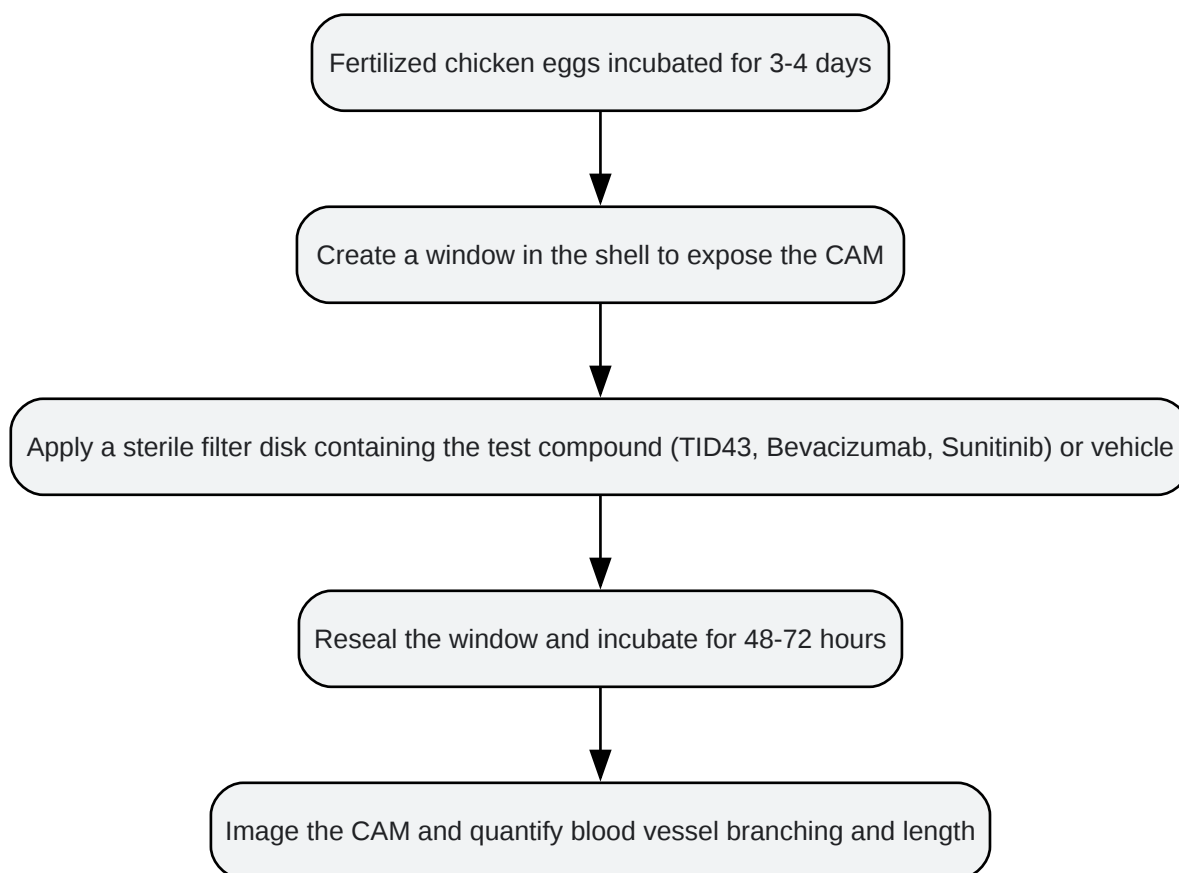 Fertilized chicken eggs incubated for 3-4 days
Create a window in the shell to expose the CAM
Apply a sterile filter disk containing the test compound (TID43, Bevacizumab, Sunitinib) or vehicle
Reseal the window and incubate for 48-72 hours
Image the CAM and quantify blood vessel branching and length